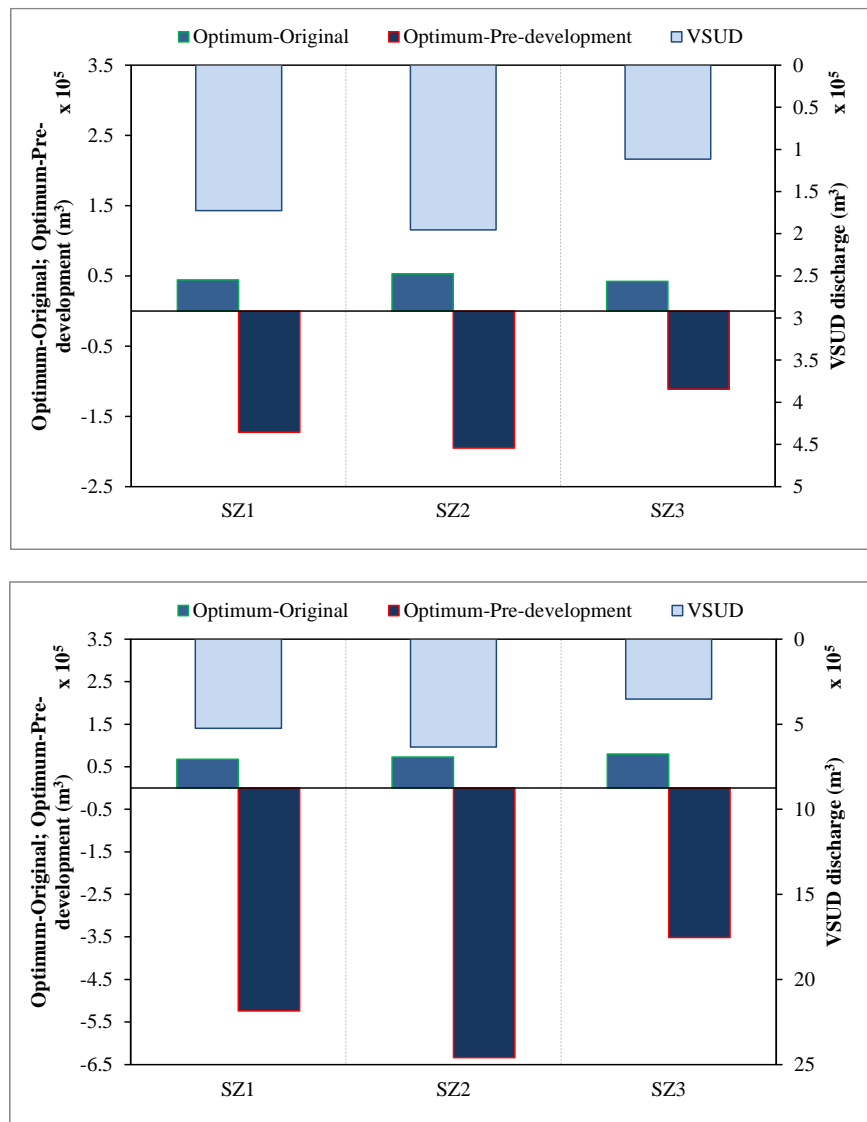 Optimum-Original Optimum-Pre-development VSUD
Optimum-Original; Optimum-Pre-
development (m³)
x 10⁵
3.5
2.5
1.5
0.5
-0.5
-1.5
-2.5
0
0.5
1
1.5
2
2.5
3
3.5
4
4.5
5
x 10⁵
VSUD discharge (m³)
SZ1 SZ2 SZ3
Optimum-Original Optimum-Pre-development VSUD
Optimum-Original; Optimum-Pre-
development (m³)
x 10⁵
3.5
2.5
1.5
0.5
-0.5
-1.5
-2.5
-3.5
-4.5
-5.5
-6.5
0
5
10
15
20
25
x 10⁵
VSUD discharge (m³)
SZ1 SZ2 SZ3